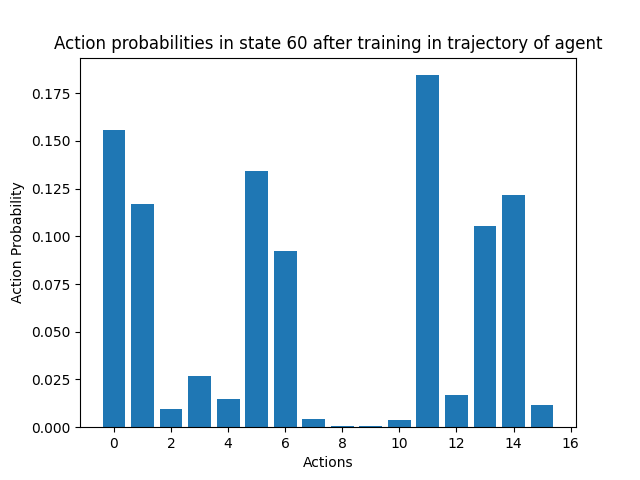 Action probabilities in state 60 after training in trajectory of agent
0.175
0.150
0.125
0.100
0.075
0.050
0.025
0.000
Action Probability
0 2 4 6 8 10 12 14 16
Actions